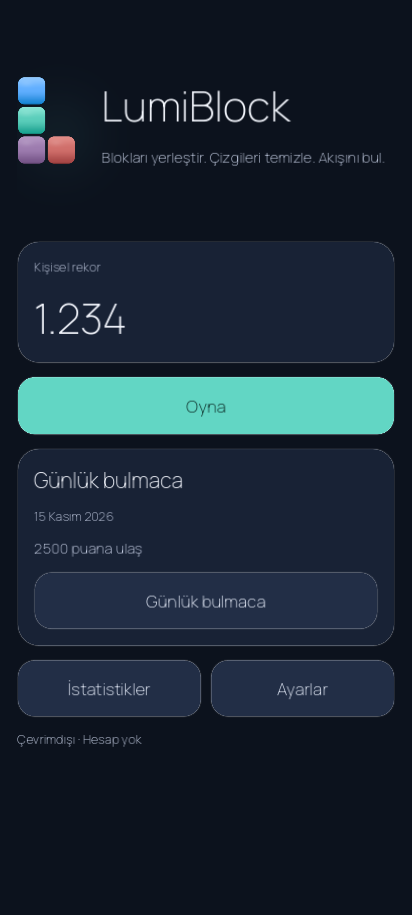 LumiBlock
Blokları yerleştir. Çizgileri temizle. Akışını bul.
Kişisel rekor
1.234
Oyna
Günlük bulmaca
15 Kasım 2026
2500 puana ulaş
Günlük bulmaca
İstatistikler
Ayarlar
Çevrimdışı · Hesap yok